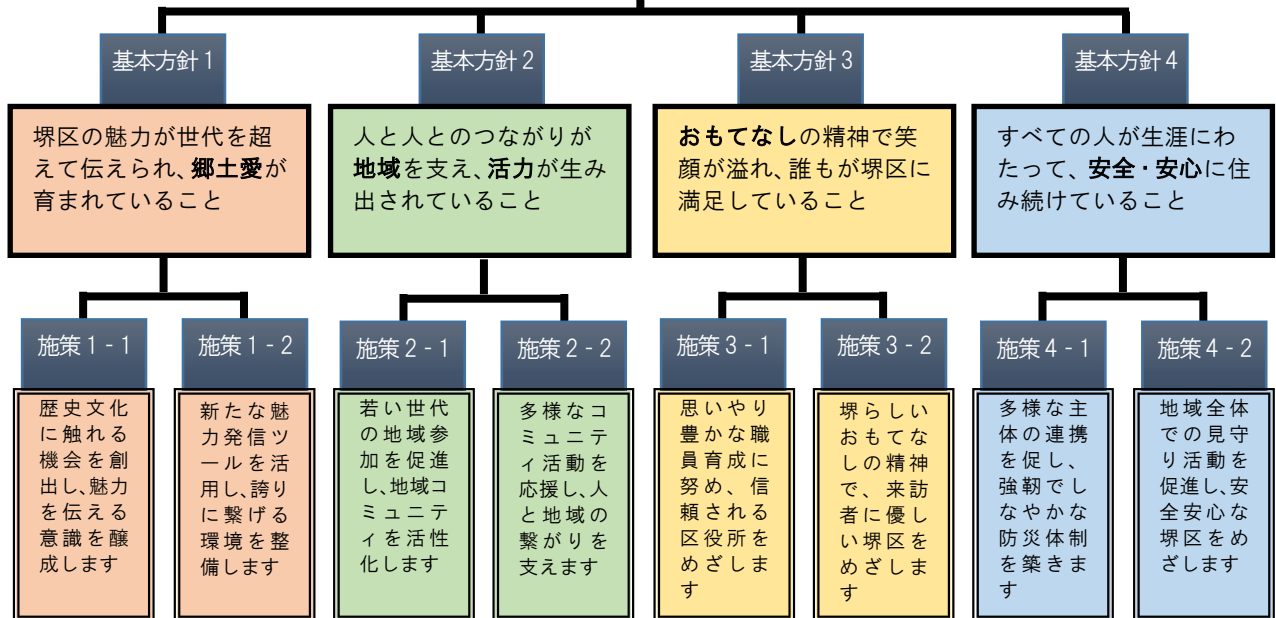 基本方針1
基本方針2
基本方針3
基本方針4
堺区の魅力が世代を超
えて伝えられ、郷土愛が
育まれていること
人と人とのつながりが
地域を支え、活力が生み
出されていること
おもてなしの精神で笑
顔が溢れ、誰もが堺区に
満足していること
すべての人が生涯にわ
たって、安全・安心に住
み続けていること
施策1-1
施策1-2
施策2-1
施策2-2
施策3-1
施策3-2
施策4-1
施策4-2
歴史文化
に触れる
機会を創
出し、魅力
を伝える
意識を醸
成します
新たな魅
力発信ツ
ールを活
用し、誇り
に繋げる
環境を整
備します
若い世代
の地域参
加を促進
し、地域コ
ミュニテ
ィを活性
化します
多様なコ
ミュニテ
ィ活動を
応援し、人
と地域の
繋がりを
支えます
思いやり
豊かな職
員育成に
努め、信
頼される
区役所を
めざしま
す
堺らしい
おもてな
しの精神
で、来訪
者に優し
い堺区を
めざしま
す
多様な主
体の連携
を促し、
強靭でし
なやかな
防災体制
を築きま
す
地域全体
での見守
り活動を
促進し、安
全安心な
堺区をめ
ざします